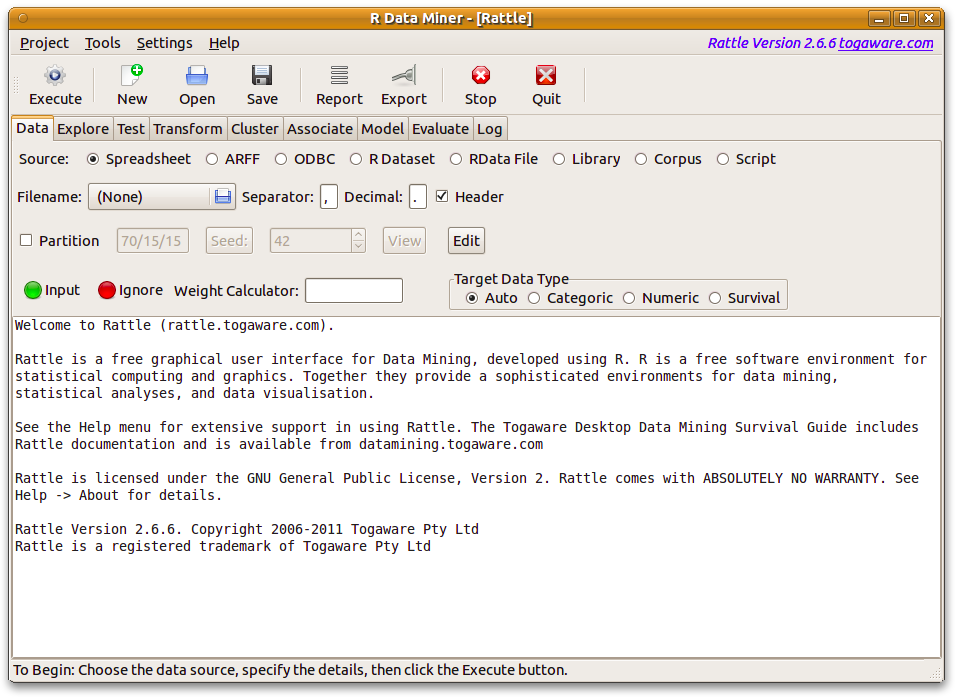 R Data Miner - [Rattle]
Project Tools Settings Help Rattle Version 2.6.6 togaware.com
Execute New Open Save Report Export Stop Quit
Data Explore Test Transform Cluster Associate Model Evaluate Log
Source: Spreadsheet ARFF ODBC R Dataset RData File Library Corpus Script
Filename: (None) Separator: , Decimal: . Header
Partition 70/15/15 Seed: 42 View Edit
Target Data Type
Input Ignore Weight Calculator: Auto Categoric Numeric Survival
Welcome to Rattle (rattle.togaware.com).
Rattle is a free graphical user interface for Data Mining, developed using R. R is a free software environment for
statistical computing and graphics. Together they provide a sophisticated environments for data mining,
statistical analyses, and data visualisation.
See the Help menu for extensive support in using Rattle. The Togaware Desktop Data Mining Survival Guide includes
Rattle documentation and is available from datamining.togaware.com
Rattle is licensed under the GNU General Public License, Version 2. Rattle comes with ABSOLUTELY NO WARRANTY. See
Help -> About for details.
Rattle Version 2.6.6. Copyright 2006-2011 Togaware Pty Ltd
Rattle is a registered trademark of Togaware Pty Ltd
To Begin: Choose the data source, specify the details, then click the Execute button.